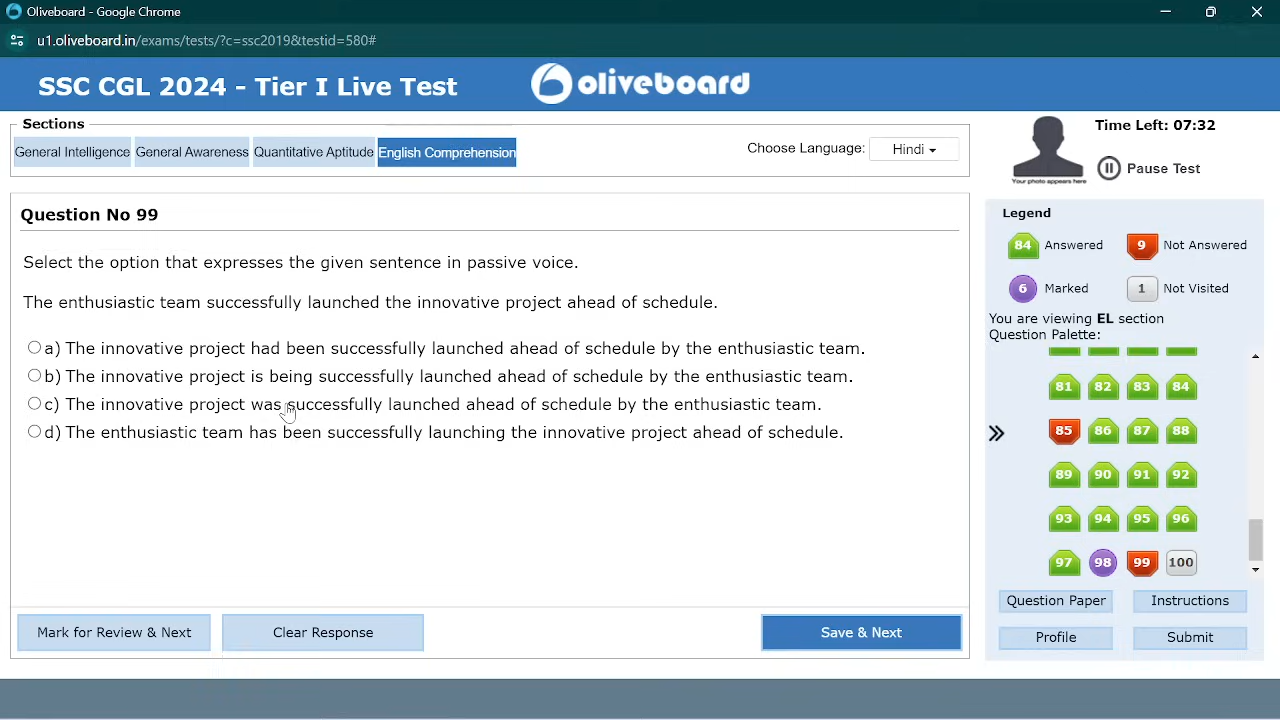 Oliveboard - Google Chrome
u1.oliveboard.in/exams/tests/?c=ssc2019&testid=580#
SSC CGL 2024 - Tier I Live Test
oliveboard
Sections
General Intelligence
General Awareness
Quantitative Aptitude
English Comprehension
Choose Language:
Hindi
Your photo appears here
Time Left: 07:32
Pause Test
Question No 99
Select the option that expresses the given sentence in passive voice.
The enthusiastic team successfully launched the innovative project ahead of schedule.
a) The innovative project had been successfully launched ahead of schedule by the enthusiastic team.
b) The innovative project is being successfully launched ahead of schedule by the enthusiastic team.
c) The innovative project was successfully launched ahead of schedule by the enthusiastic team.
d) The enthusiastic team has been successfully launching the innovative project ahead of schedule.
Mark for Review & Next
Clear Response
Save & Next
Legend
84 Answered
9 Not Answered
6 Marked
1 Not Visited
You are viewing EL section
Question Palette:
81 82 83 84
85 86 87 88
89 90 91 92
93 94 95 96
97 98 99 100
Question Paper
Instructions
Profile
Submit